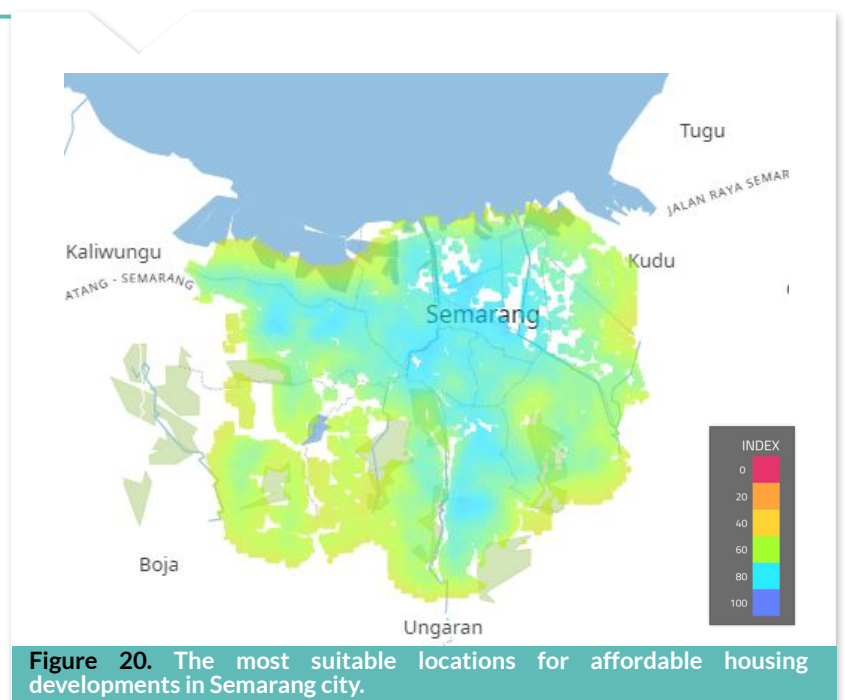 Tugu
JALAN RAYA SEMAR
Kaliwungu
Kudu
ATANG - SEMARANG
Semarang
INDEX
0
20
40
60
80
100
Boja
Ungaran
Figure 20. The most suitable locations for affordable housing
developments in Semarang city.